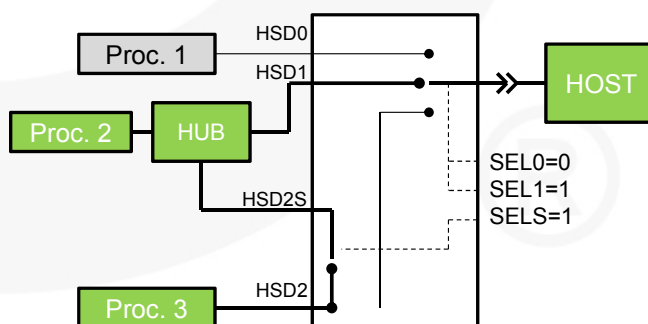 HSD0
Proc. 1
HSD1
HOST
Proc. 2
HUB
SEL0=0
SEL1=1
HSD2S
SELS=1
HSD2
Proc. 3
®